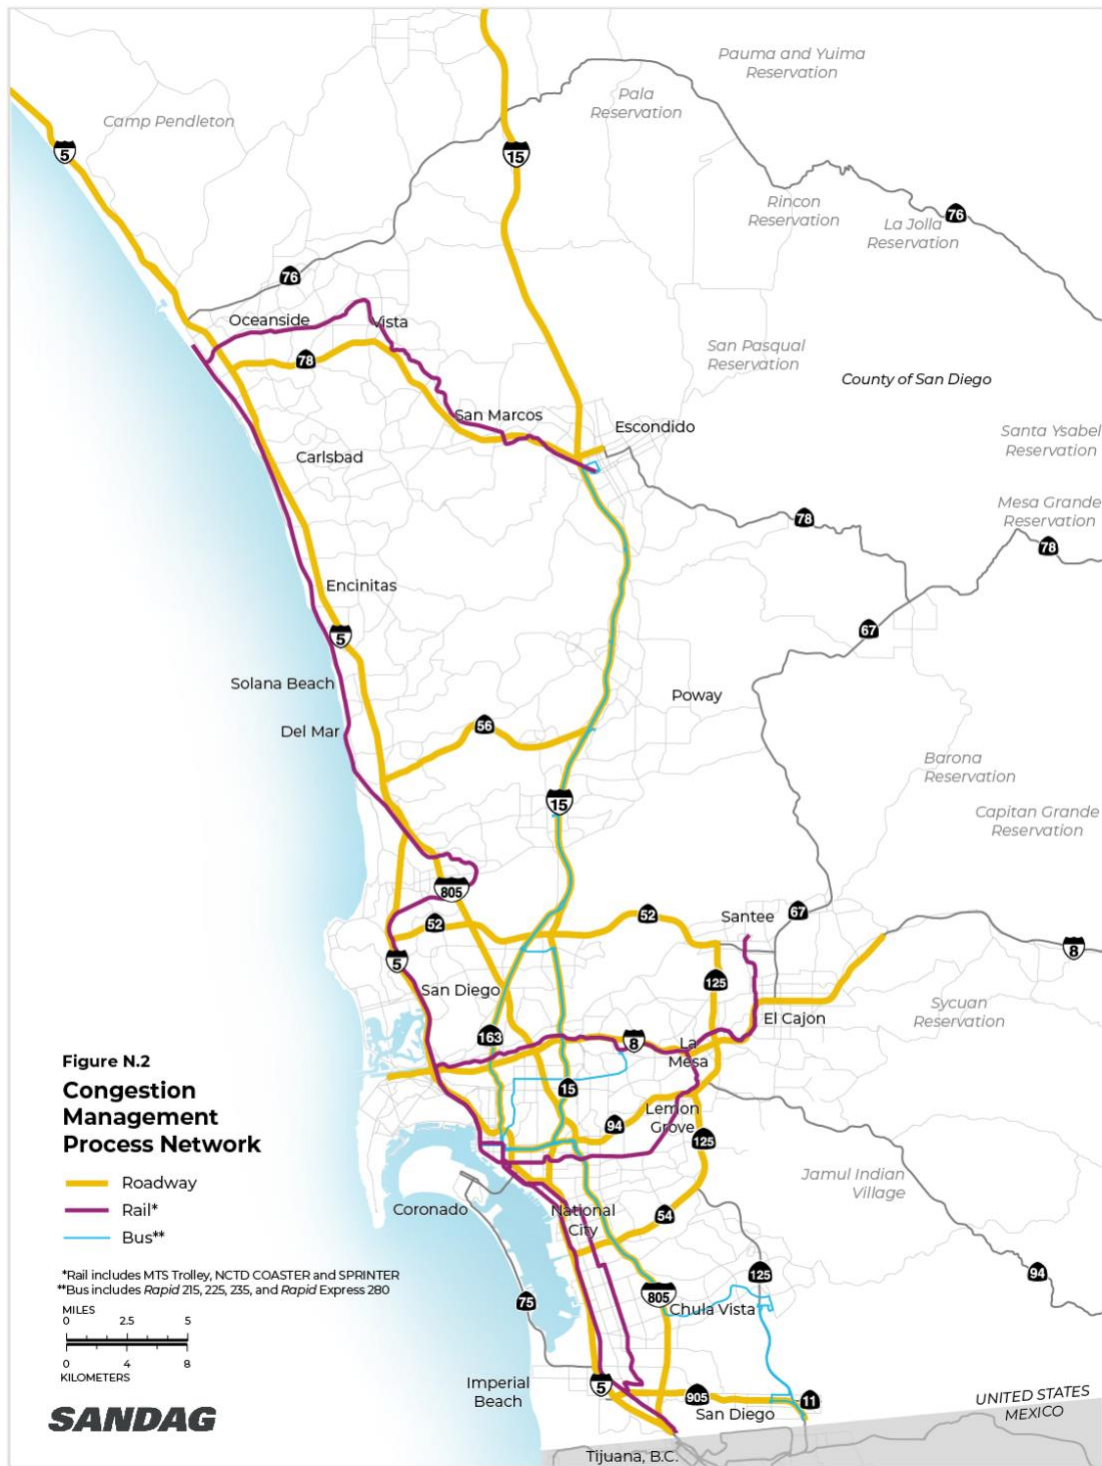 Pauma and Yuima
Reservation
Pala
Reservation
Camp Pendleton
5
15
Rincon
Reservation
La Jolla
Reservation
76
76
Oceanside
Vista
78
San Pasqual
Reservation
County of San Diego
San Marcos
Escondido
Santa Ysabel
Reservation
Carlsbad
Mesa Grande
Reservation
78
78
Encinitas
5
67
Solana Beach
Poway
Del Mar
56
Barona
Reservation
15
Capitan Grande
Reservation
805
Santee
67
52
52
5
8
San Diego
125
El Cajon
Sycuan
Reservation
163
8
La
Mesa
Figure N.2
Congestion
Management
Process Network
15
Lemon
Grove
94
125
Jamul Indian
Village
Roadway
Rail*
Bus**
Coronado
National
City
54
*Rail includes MTS Trolley, NCTD COASTER and SPRINTER
**Bus includes Rapid 215, 225, 235, and Rapid Express 280
125
94
805
75
Chula Vista
MILES
0 2.5 5
0 4 8
KILOMETERS
Imperial
Beach
5
905
11
San Diego
UNITED STATES
MEXICO
SANDAG
Tijuana, B.C.